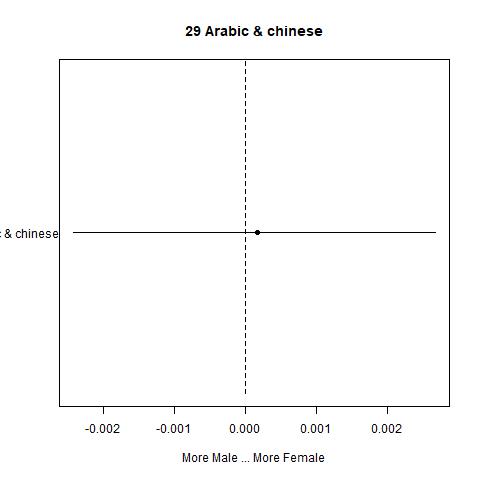 29 Arabic & chinese
& chinese
-0.002 -0.001 0.000 0.001 0.002
More Male ... More Female